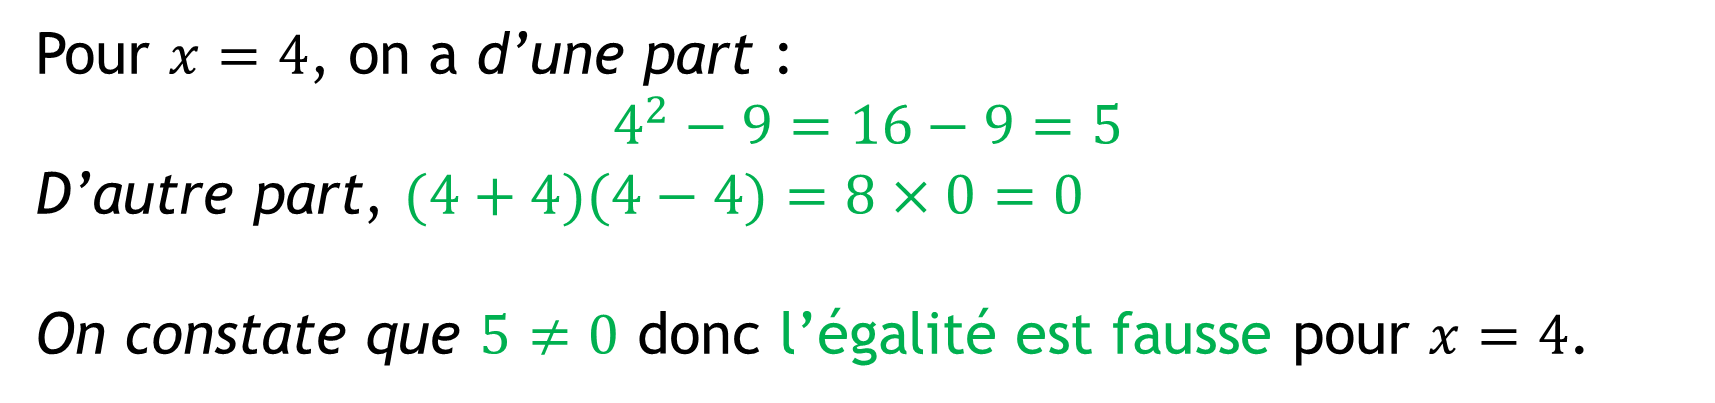 Pour x = 4, on a d’une part :
4² − 9 = 16 − 9 = 5
D’autre part, (4 + 4)(4 − 4) = 8 × 0 = 0
On constate que 5 ≠ 0 donc l’égalité est fausse pour x = 4.